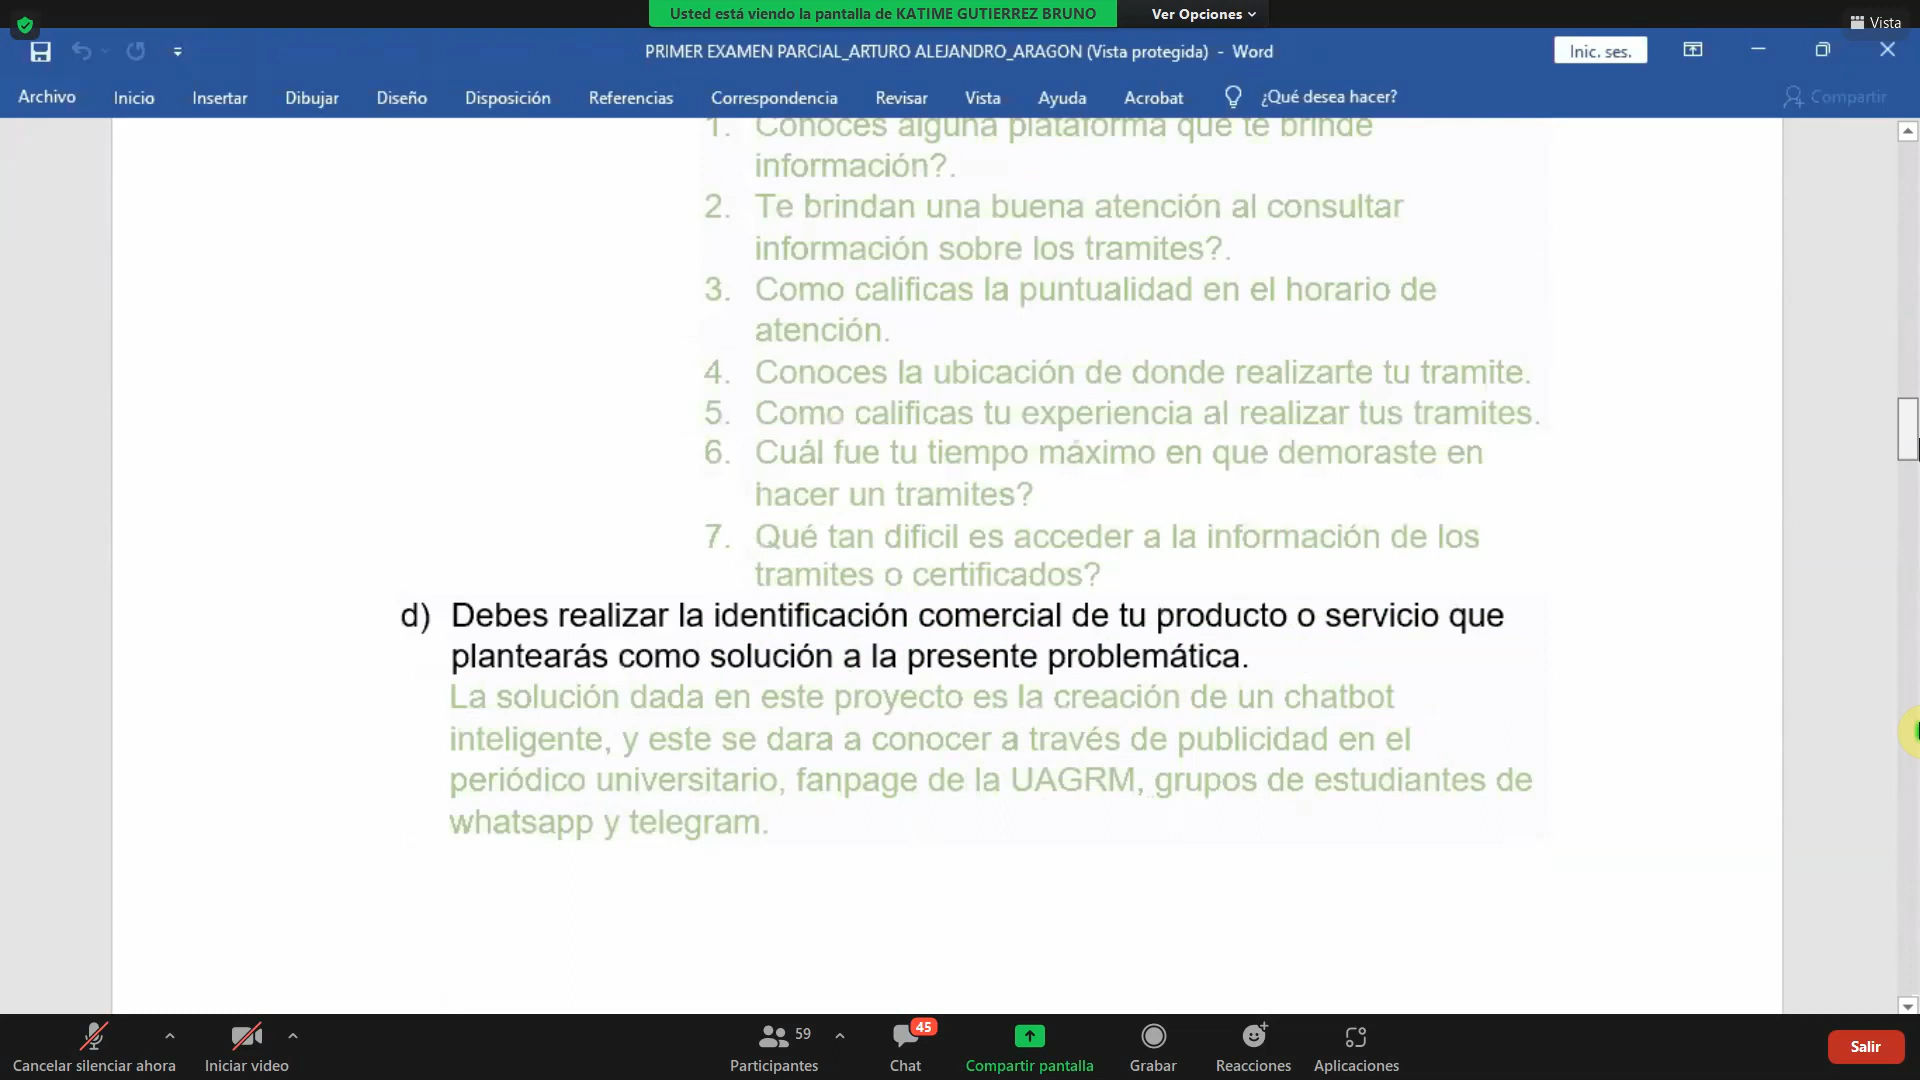 Usted está viendo la pantalla de KATIME GUTIERREZ BRUNO
Ver Opciones
Vista
PRIMER EXAMEN PARCIAL_ARTURO ALEJANDRO_ARAGON (Vista protegida) - Word
Inic. ses.
Archivo Inicio Insertar Dibujar Diseño Disposición Referencias Correspondencia Revisar Vista Ayuda Acrobat ¿Qué desea hacer? Compartir
1. Conoces alguna plataforma que te brinde
información?.
2. Te brindan una buena atención al consultar
información sobre los tramites?.
3. Como calificas la puntualidad en el horario de
atención.
4. Conoces la ubicación de donde realizarte tu tramite.
5. Como calificas tu experiencia al realizar tus tramites.
6. Cuál fue tu tiempo máximo en que demoraste en
hacer un tramites?
7. Qué tan dificil es acceder a la información de los
tramites o certificados?
d) Debes realizar la identificación comercial de tu producto o servicio que
plantearás como solución a la presente problemática.
La solución dada en este proyecto es la creación de un chatbot
inteligente, y este se dara a conocer a través de publicidad en el
periódico universitario, fanpage de la UAGRM, grupos de estudiantes de
whatsapp y telegram.
59
45
Cancelar silenciar ahora Iniciar video Participantes Chat Compartir pantalla Grabar Reacciones Aplicaciones Salir